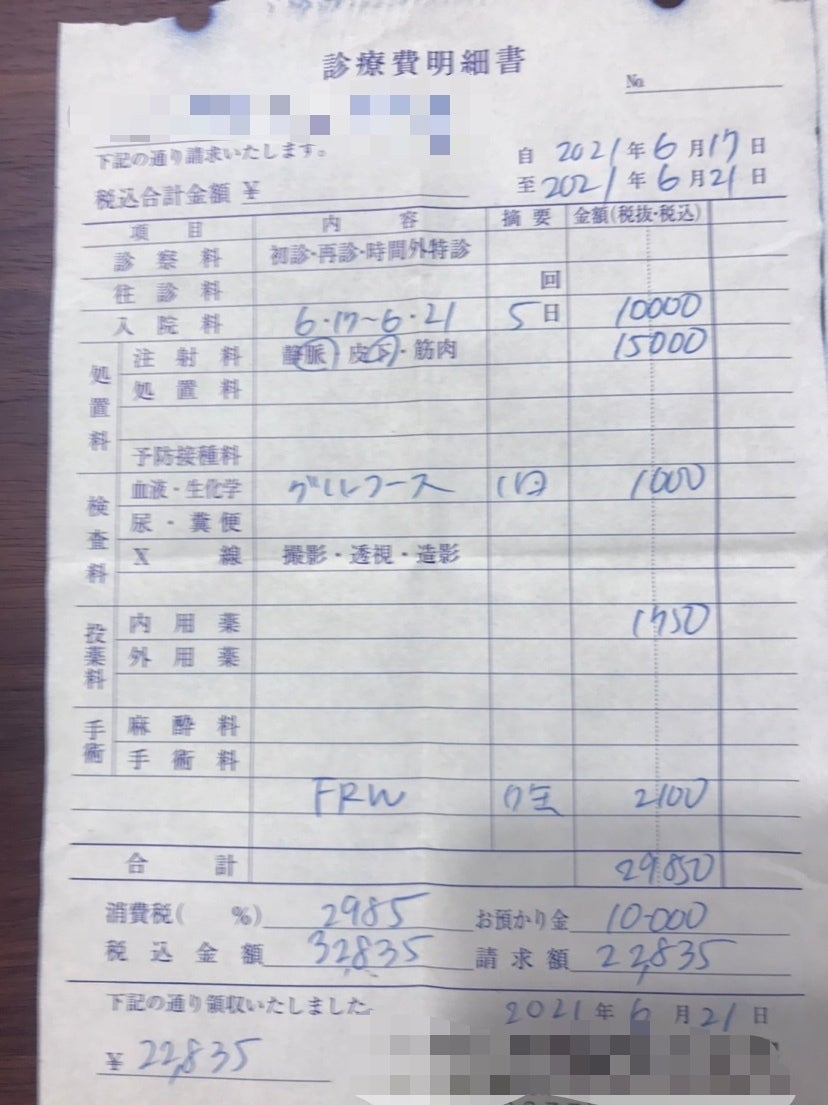 診療費明細書
No.
下記の通り請求いたします。
自 2021年6月17日
税込合計金額 ¥
至 2021年6月21日
項目 内容 摘要 金額(税抜・税込)
診察料 初診・再診・時間外特診
往診料 回
入院料 6・17~6・21 5日 10000
処置料
注射料 静脈 皮下・筋肉 15000
処置料
予防接種料
検査料
血液・生化学 グルコース 1000
尿・糞便
X線 撮影・透視・造影
投薬料
内用薬 1750
外用薬
手術
麻酔料
手術料
FRW 2100
合計 29.850
消費税( %) 2985 お預かり金 10.000
税込金額 32,835 請求額 22,835
下記の通り領収いたしました
2021年6月21日
¥ 22,835